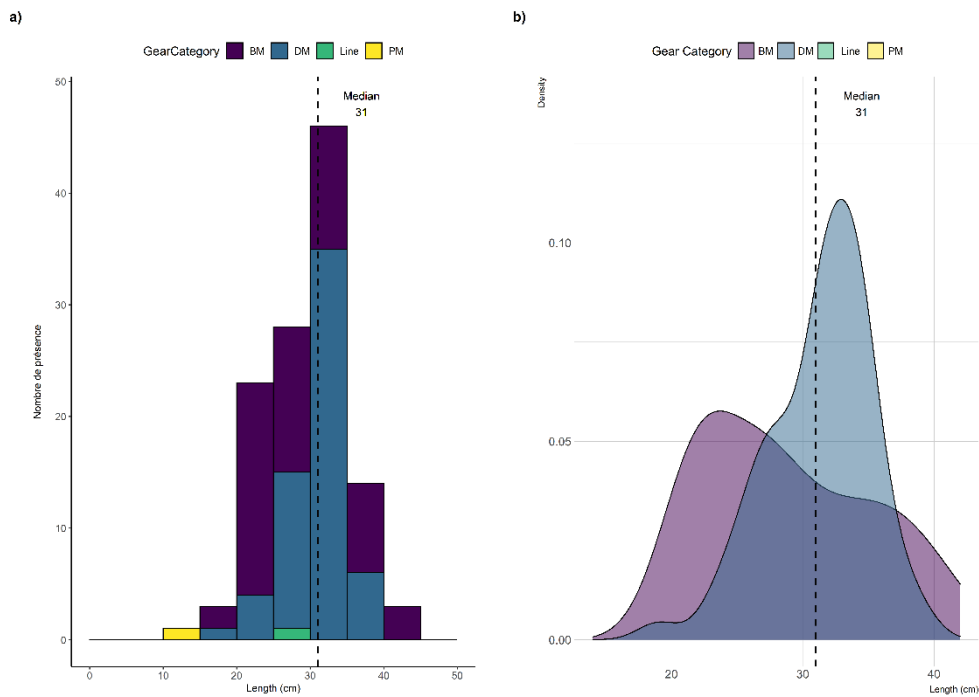 a)
GearCategory BM DM Line PM
Median
31
50
40
30
20
10
0
Nombre de présence
0 10 20 30 40 50
Length (cm)
b)
Gear Category BM DM Line PM
Density
Median
31
0.10
0.05
0.00
20 30 40
Length (cm)